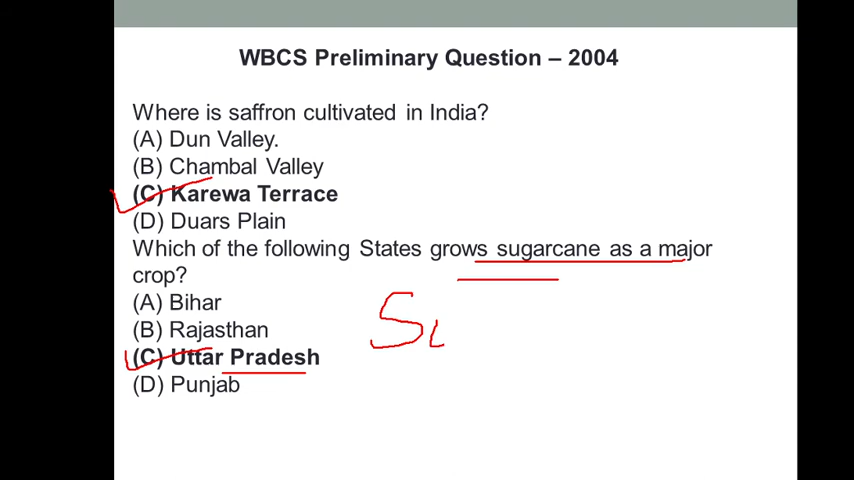 WBCS Preliminary Question – 2004
Where is saffron cultivated in India?
(A) Dun Valley.
(B) Chambal Valley
(C) Karewa Terrace
(D) Duars Plain
Which of the following States grows sugarcane as a major
crop?
(A) Bihar
(B) Rajasthan
(C) Uttar Pradesh
(D) Punjab